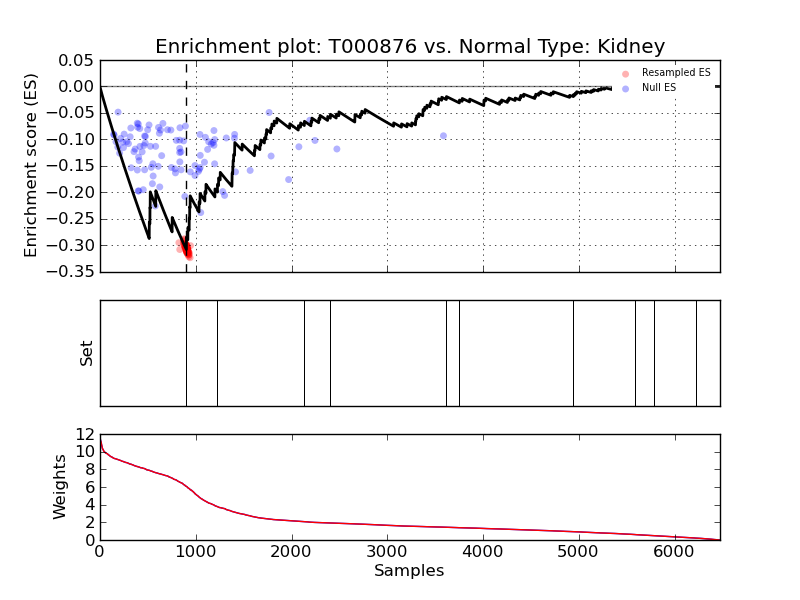 Enrichment plot: T000876 vs. Normal Type: Kidney
Enrichment score (ES)
0.05
0.00
−0.05
−0.10
−0.15
−0.20
−0.25
−0.30
−0.35
Resampled ES
Null ES
Set
Weights
12
10
8
6
4
2
0
0 1000 2000 3000 4000 5000 6000
Samples